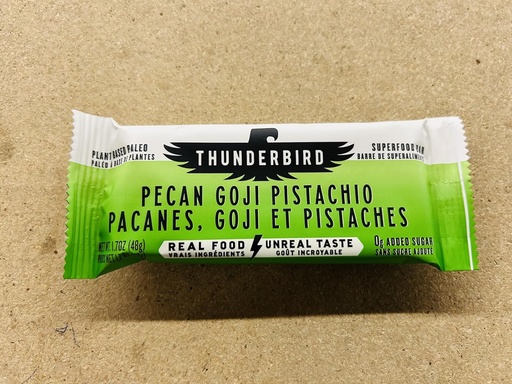 PLANT BASED PALEO
PALÉO À BASE DE PLANTES
THUNDERBIRD
SUPERFOOD BAR
BARRE DE SUPERALIMENTS
PECAN GOJI PISTACHIO
PACANES, GOJI ET PISTACHES
NET WT. 1.7OZ (48g)
REAL FOOD UNREAL TASTE
VRAIS INGRÉDIENTS GOÛT INCROYABLE
0g ADDED SUGAR
SANS SUCRE AJOUTÉ